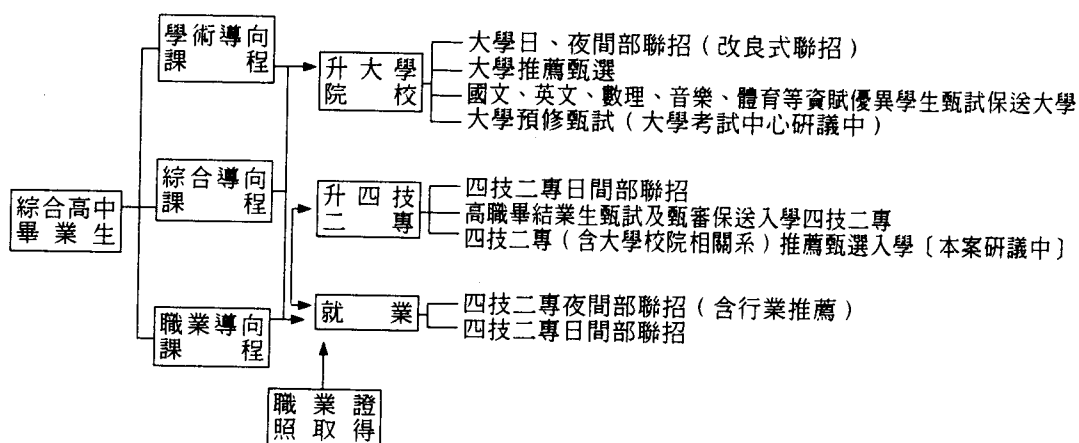 學術導向
課程
升大學
院校
大學日、夜間部聯招（改良式聯招）
大學推薦甄選
國文、英文、數理、音樂、體育等資賦優異學生甄試保送大學
大學預修甄試（大學考試中心研議中）
綜合高中
畢業生
綜合導向
課程
升四技
二專
四技二專日間部聯招
高職畢結業生甄試及甄審保送入學四技二專
四技二專（含大學校院相關系）推薦甄選入學〔本案研議中〕
職業導向
課程
就業
四技二專夜間部聯招（含行業推薦）
四技二專日間部聯招
職業證
照取得